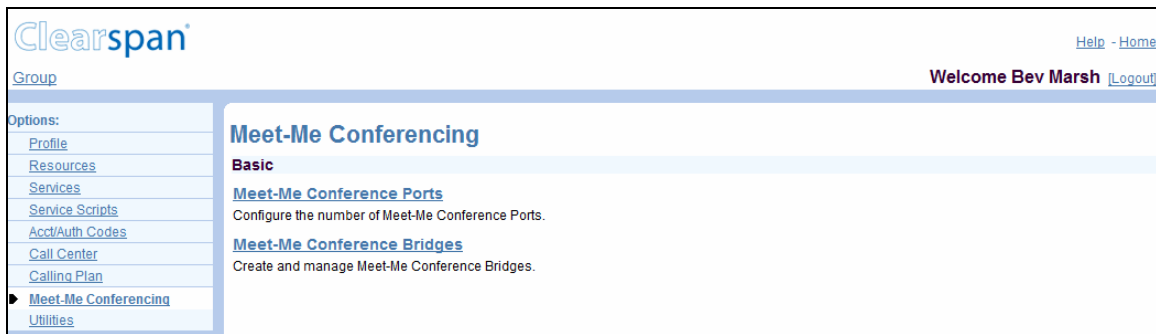 Clearspan®
Help - Home
Group
Welcome Bev Marsh [Logout]
Options:
Profile
Resources
Services
Service Scripts
Acct/Auth Codes
Call Center
Calling Plan
Meet-Me Conferencing
Utilities
Meet-Me Conferencing
Basic
Meet-Me Conference Ports
Configure the number of Meet-Me Conference Ports.
Meet-Me Conference Bridges
Create and manage Meet-Me Conference Bridges.